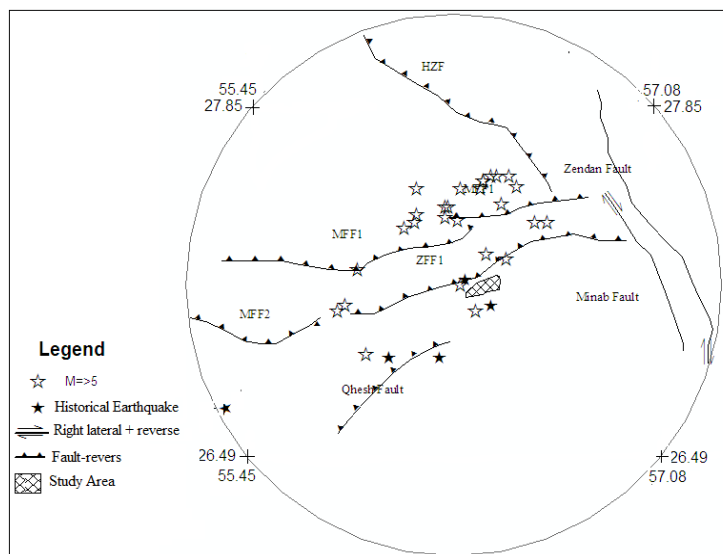 HZF
55.45
27.85
57.08
27.85
Zendan Fault
MFF1
ZFF1
Minab Fault
MFF2
Qhesh Fault
Legend
M=>5
Historical Earthquake
Right lateral + reverse
Fault-revers
Study Area
26.49
55.45
26.49
57.08